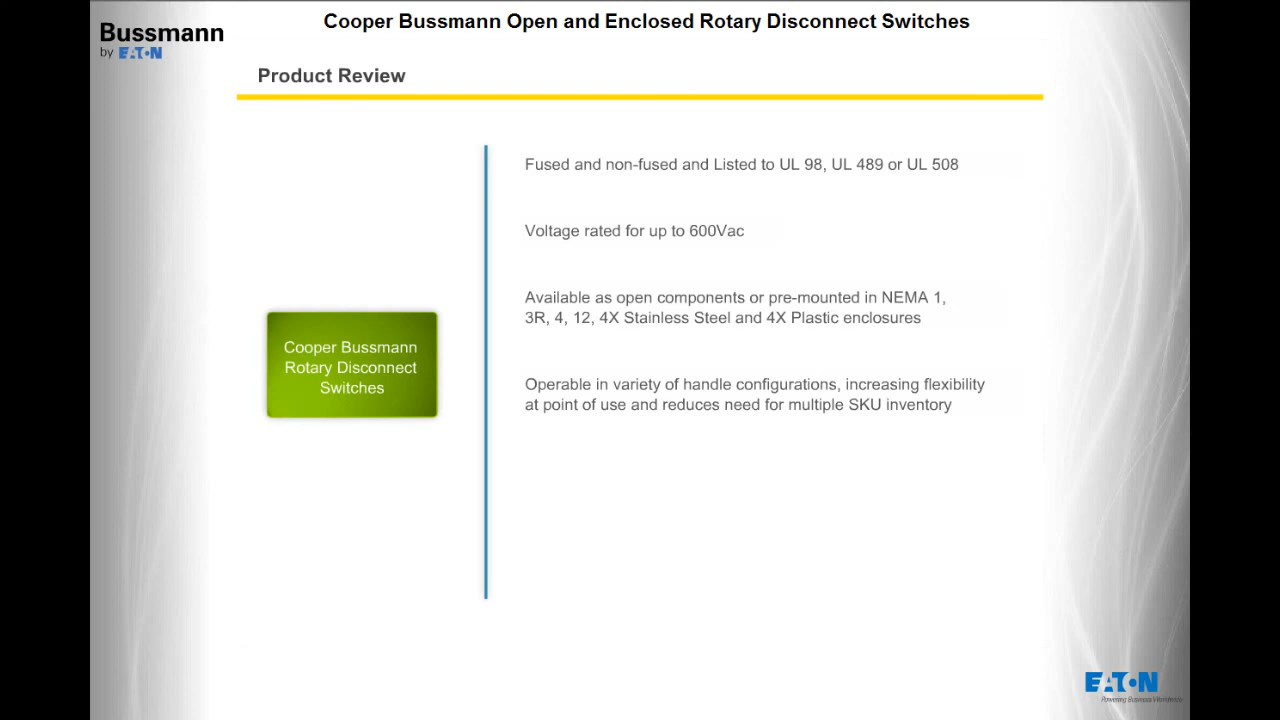 Cooper Bussmann Open and Enclosed Rotary Disconnect Switches
Bussmann
by EATON
Product Review
Fused and non-fused and Listed to UL 98, UL 489 or UL 508
Voltage rated for up to 600Vac
Available as open components or pre-mounted in NEMA 1,
3R, 4, 12, 4X Stainless Steel and 4X Plastic enclosures
Cooper Bussmann
Rotary Disconnect
Switches
Operable in variety of handle configurations, increasing flexibility
at point of use and reduces need for multiple SKU inventory
EATON
Powering Business Worldwide